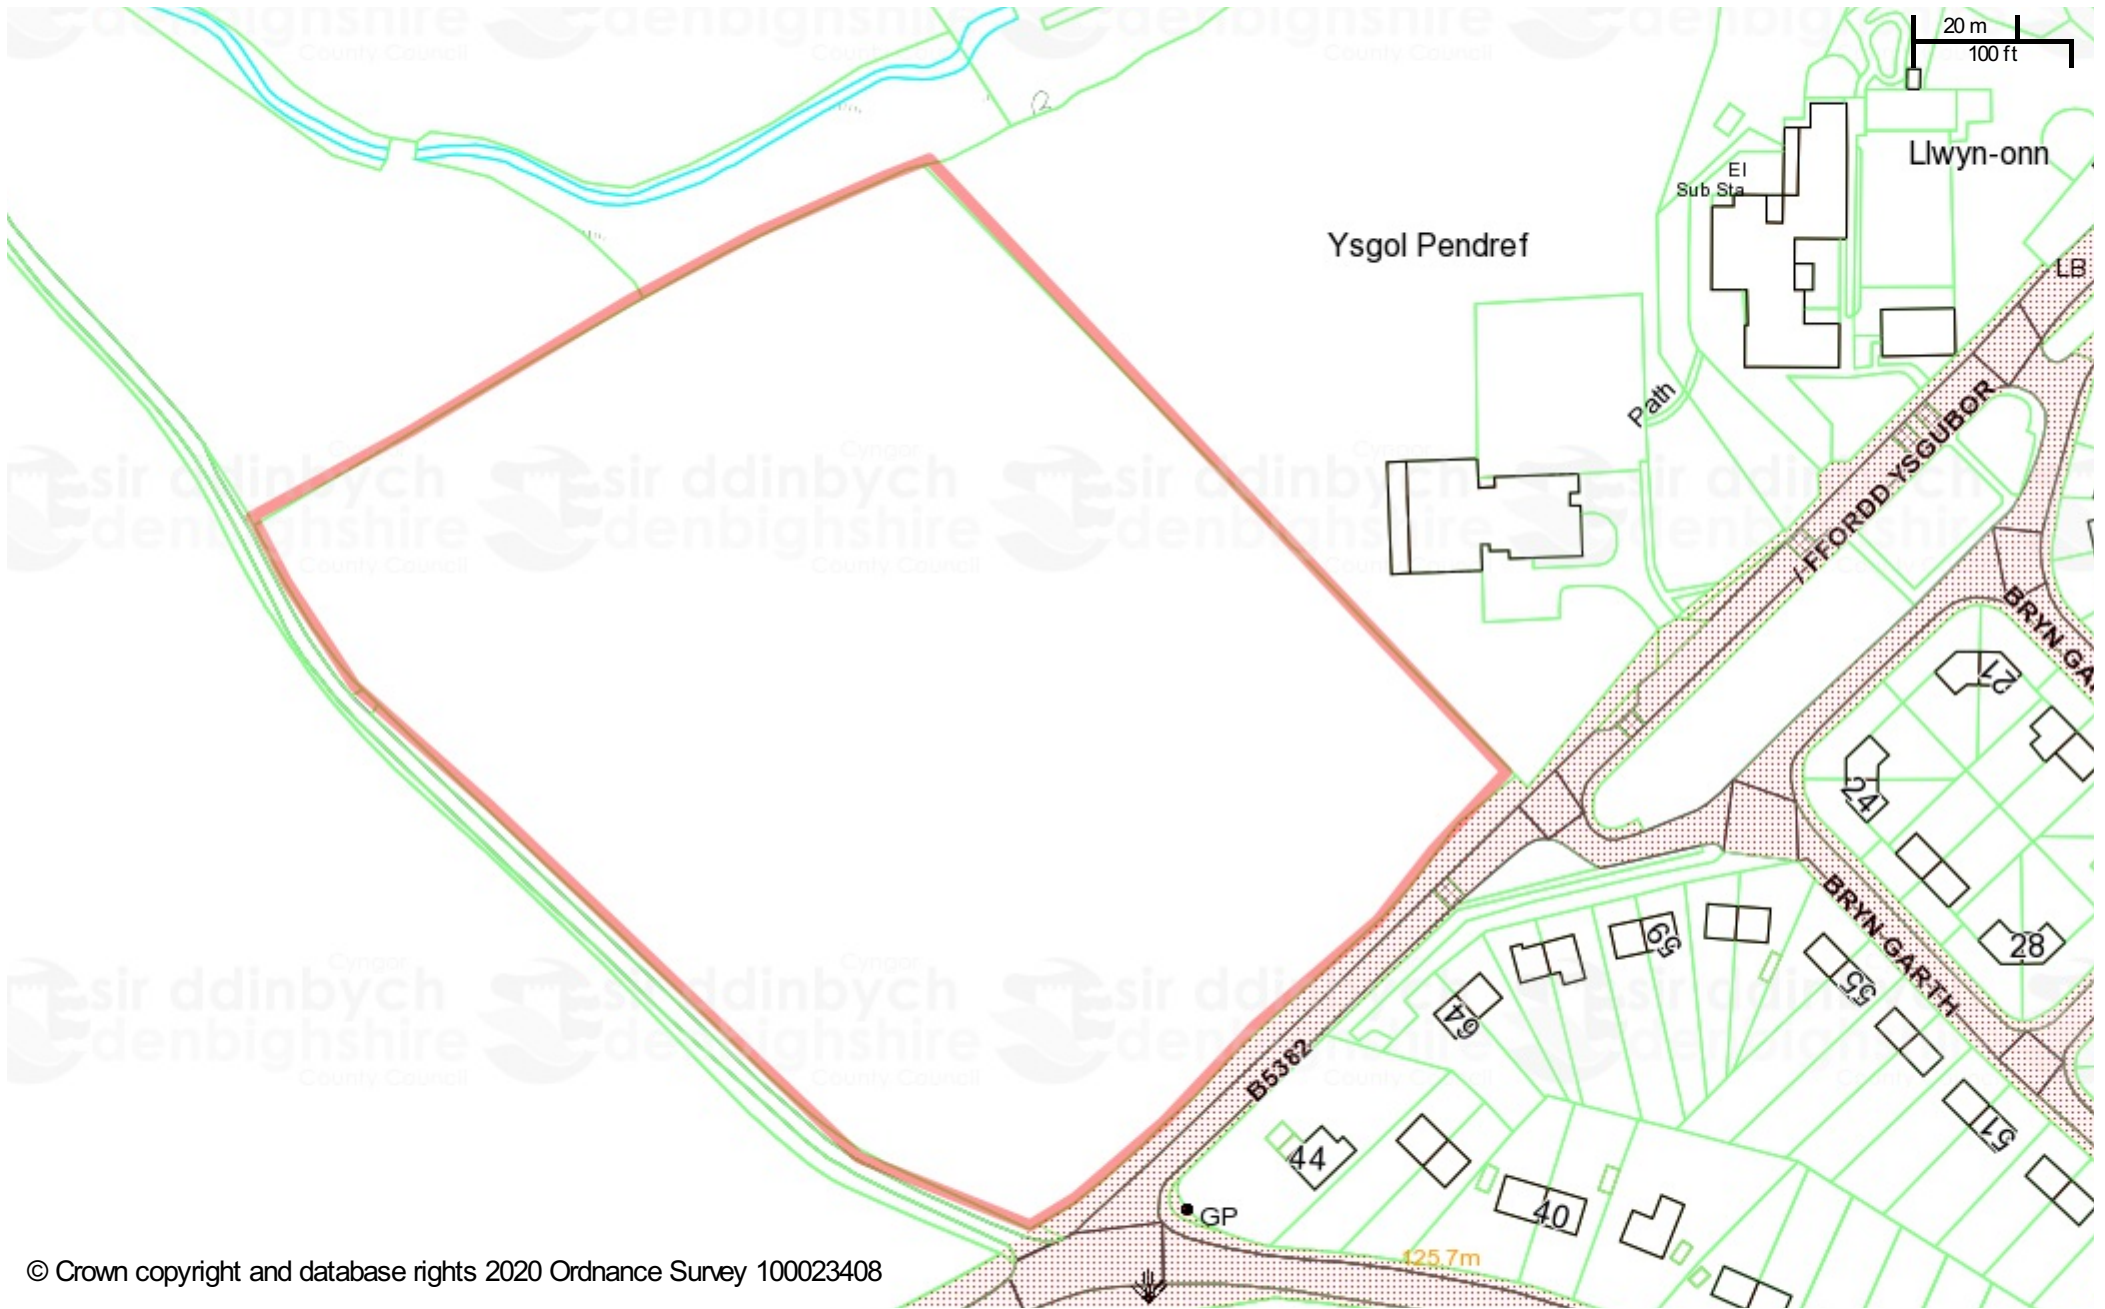 20 m
100 ft
Llwyn-onn
El
Sub Sta
Ysgol Pendref
LB
Path
FFORDD YSGUBOR
BRYN GA
21
24
28
BRYN GARTH
59
55
64
51
B5382
44
40
GP
125.7m
Cyngor
sir ddinbych
denbighshire
County Council
© Crown copyright and database rights 2020 Ordnance Survey 100023408